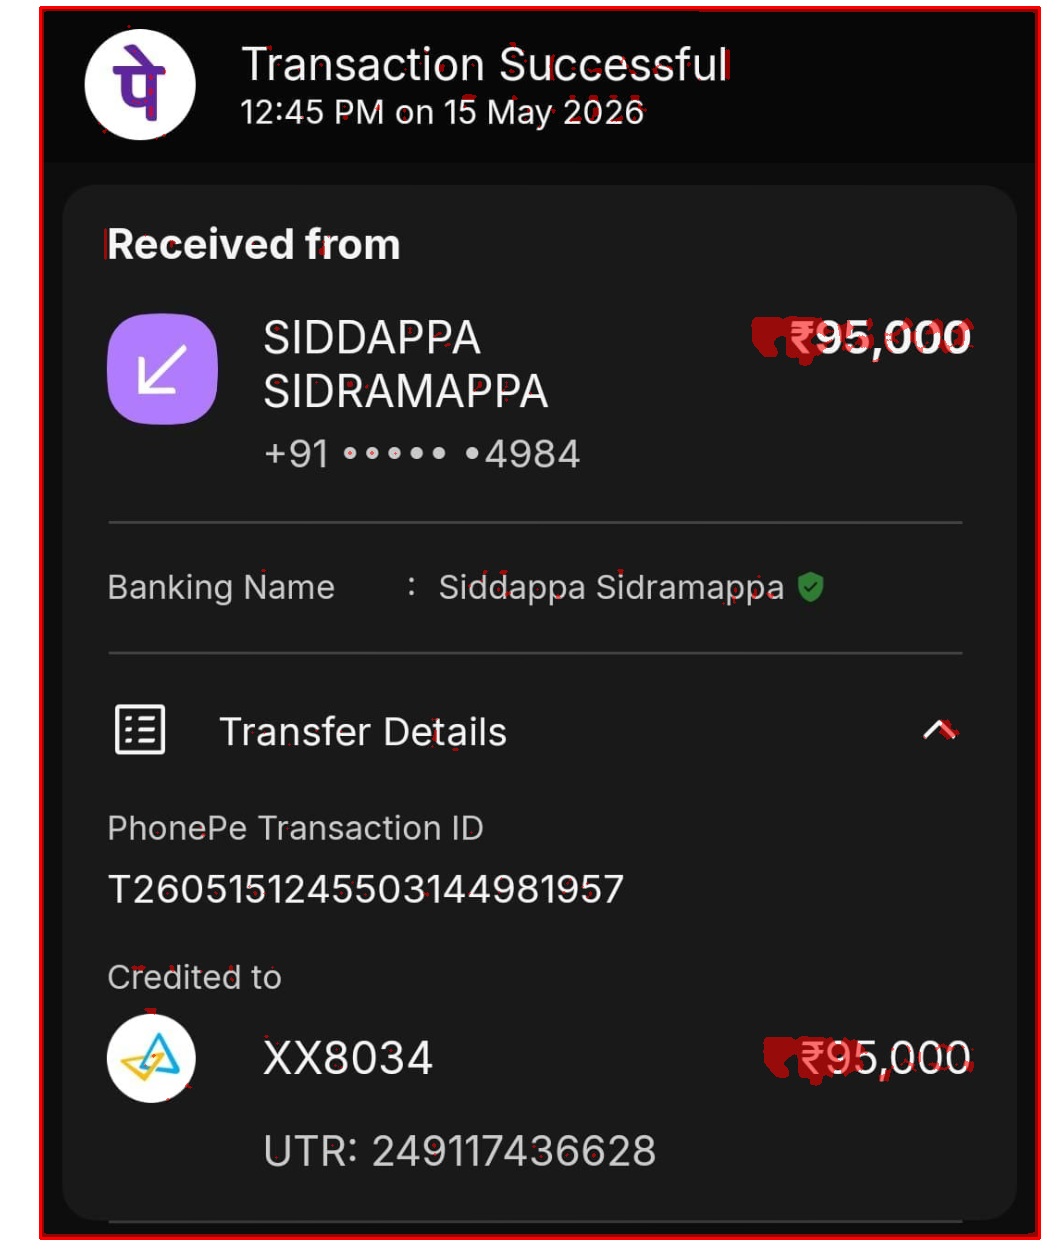 पे
Transaction Successful
12:45 PM on 15 May 2026
Received from
SIDDAPPA
SIDRAMAPPA
₹95,000
+91 ••••• •4984
Banking Name : Siddappa Sidramappa
Transfer Details
PhonePe Transaction ID
T2605151245503144981957
Credited to
XX8034 ₹95,000
UTR: 249117436628